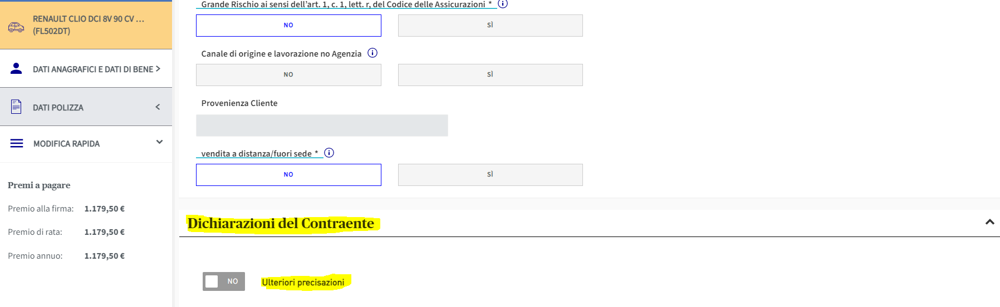 RENAULT CLIO DCI 8V 90 CV ...
(FL502DT)
DATI ANAGRAFICI E DATI DI BENE
DATI POLIZZA
MODIFICA RAPIDA
Premi a pagare
Premio alla firma: 1.179,50 €
Premio di rata: 1.179,50 €
Premio annuo: 1.179,50 €
Grande Rischio ai sensi dell'art. 1, c. 1, lett. r, del Codice delle Assicurazioni *
NO SÌ
Canale di origine e lavorazione no Agenzia
NO SÌ
Provenienza Cliente
vendita a distanza/fuori sede *
NO SÌ
Dichiarazioni del Contraente
NO Ulteriori precisazioni